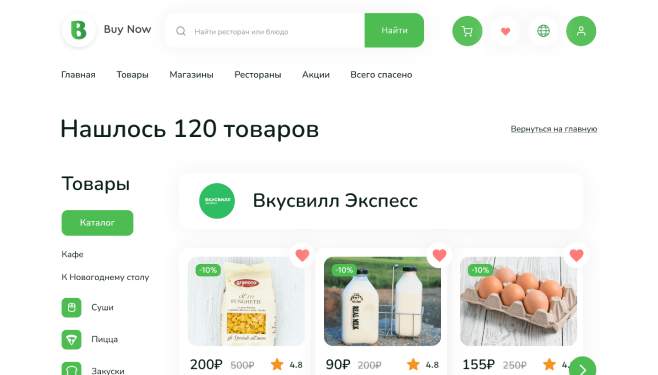 B Buy Now
Найти ресторан или блюдо
Найти
Главная Товары Магазины Рестораны Акции Всего спасено
Нашлось 120 товаров
Вернуться на главную
Товары
Каталог
Кафе
К Новогоднему столу
Суши
Пицца
Закуски
ВКУСВИЛЛ
Вкусвилл Экспесс
-10%
-10%
-10%
200₽ 500₽ 4.8
90₽ 200₽ 4.8
155₽ 250₽ 4.